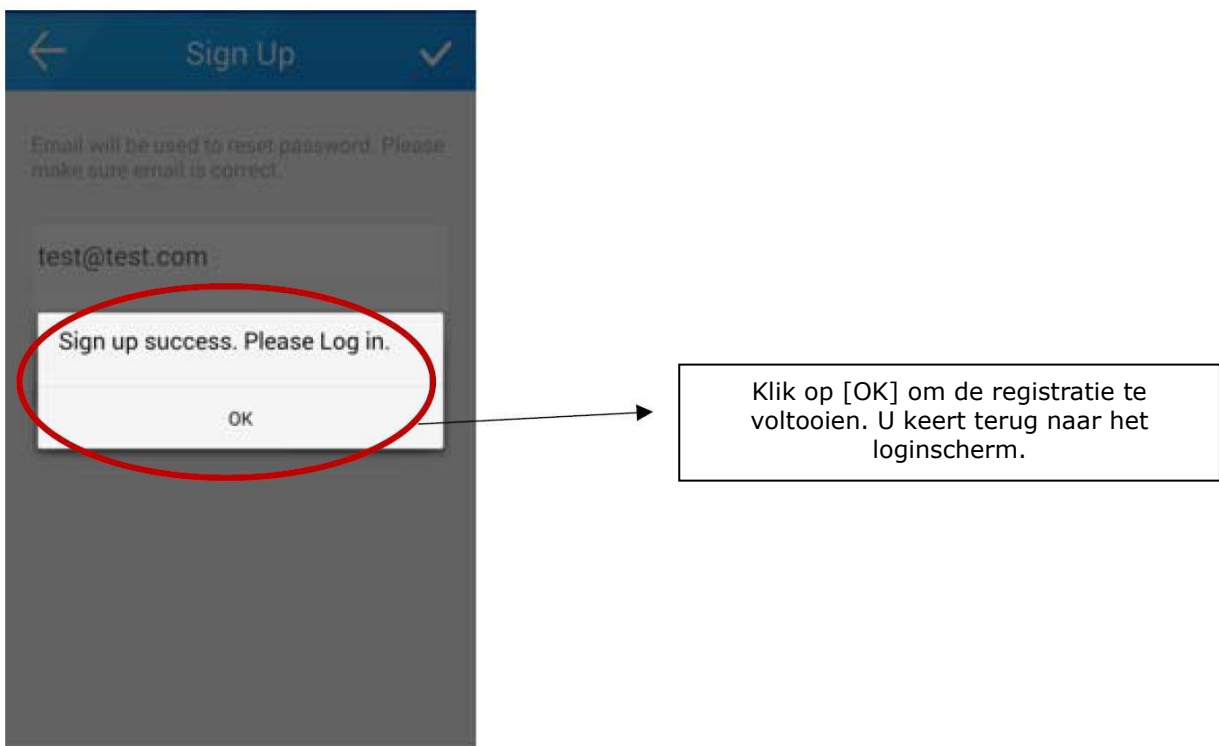 Sign Up
Email will be used to reset password. Please
make sure email is correct.
test@test.com
Sign up success. Please Log in.
OK
Klik op [OK] om de registratie te
voltooien. U keert terug naar het
loginscherm.